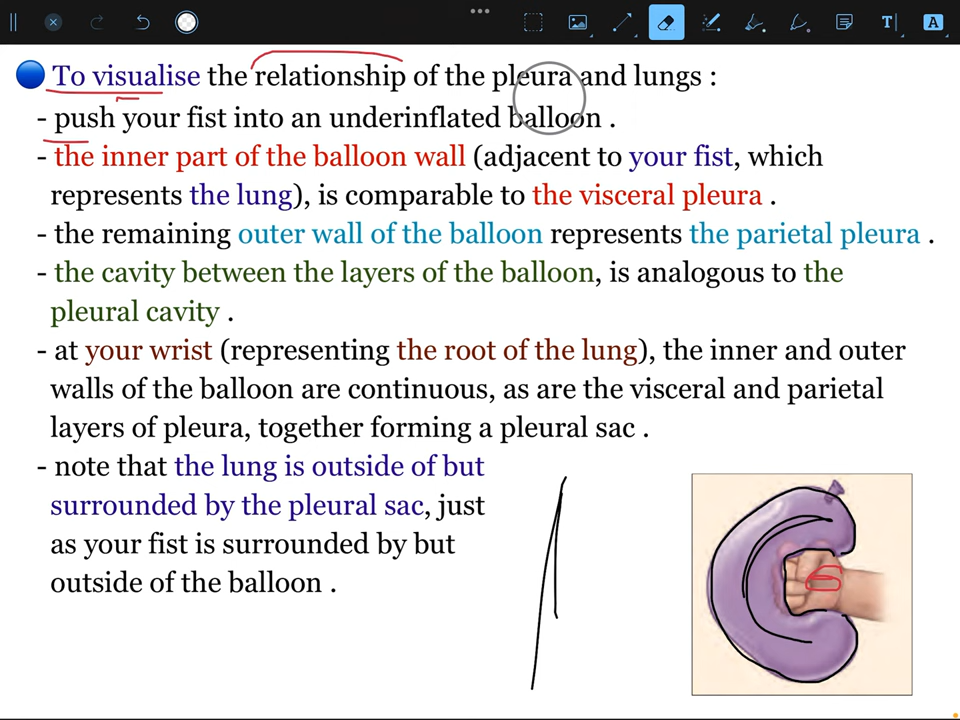 To visualise the relationship of the pleura and lungs :
- push your fist into an underinflated balloon .
- the inner part of the balloon wall (adjacent to your fist, which
represents the lung), is comparable to the visceral pleura .
- the remaining outer wall of the balloon represents the parietal pleura .
- the cavity between the layers of the balloon, is analogous to the
pleural cavity .
- at your wrist (representing the root of the lung), the inner and outer
walls of the balloon are continuous, as are the visceral and parietal
layers of pleura, together forming a pleural sac .
- note that the lung is outside of but
surrounded by the pleural sac, just
as your fist is surrounded by but
outside of the balloon .